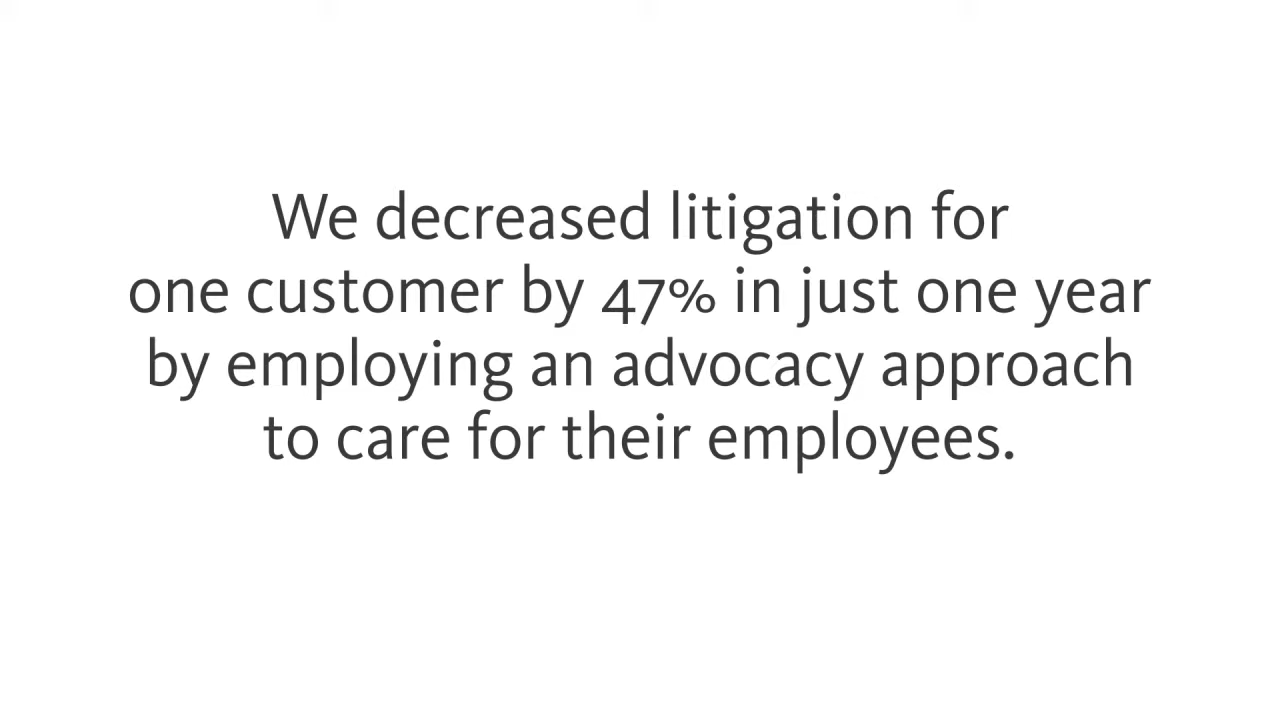 We decreased litigation for
one customer by 47% in just one year
by employing an advocacy approach
to care for their employees.